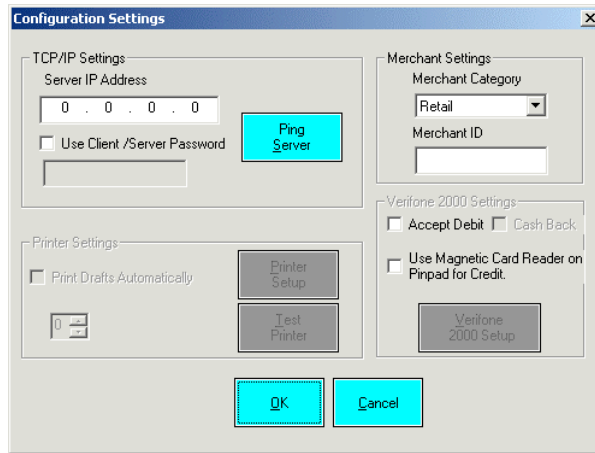 Configuration Settings
TCP/IP Settings
Server IP Address
0 . 0 . 0 . 0
Use Client /Server Password
Ping
Server
Merchant Settings
Merchant Category
Retail
Merchant ID
Printer Settings
Print Drafts Automatically
0
Printer
Setup
Test
Printer
Verifone 2000 Settings
Accept Debit
Cash Back
Use Magnetic Card Reader on
Pinpad for Credit.
Verifone
2000 Setup
OK
Cancel